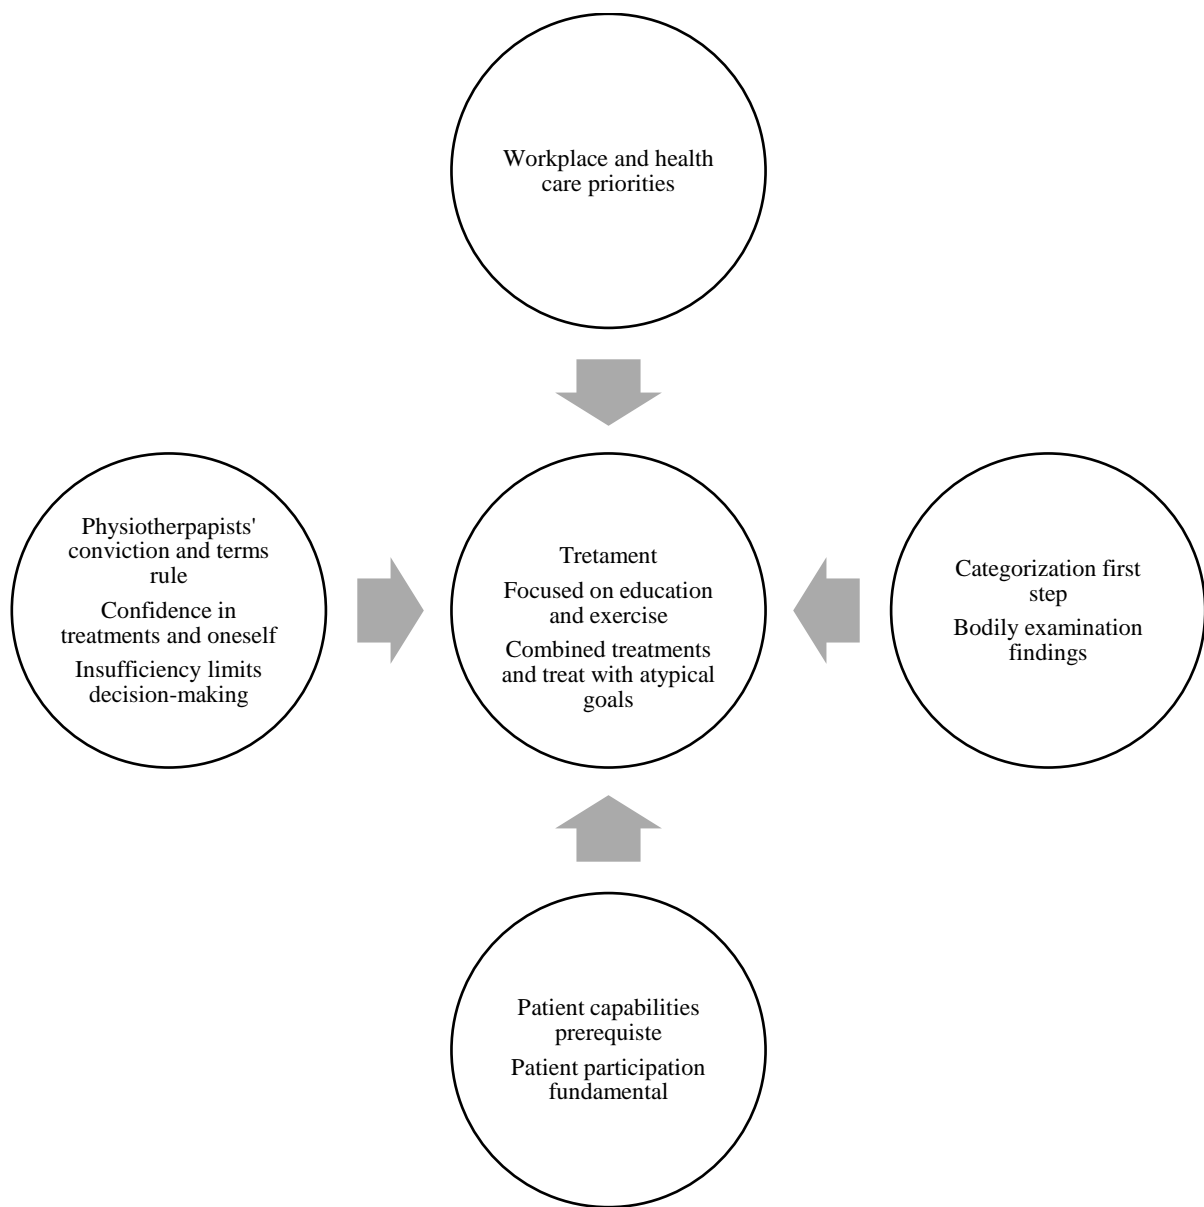 Workplace and health
care priorities
Physiotherpapists'
conviction and terms
rule
Confidence in
treatments and oneself
Insufficiency limits
decision-making
Tretament
Focused on education
and exercise
Combined treatments
and treat with atypical
goals
Categorization first
step
Bodily examination
findings
Patient capabilities
prerequiste
Patient participation
fundamental